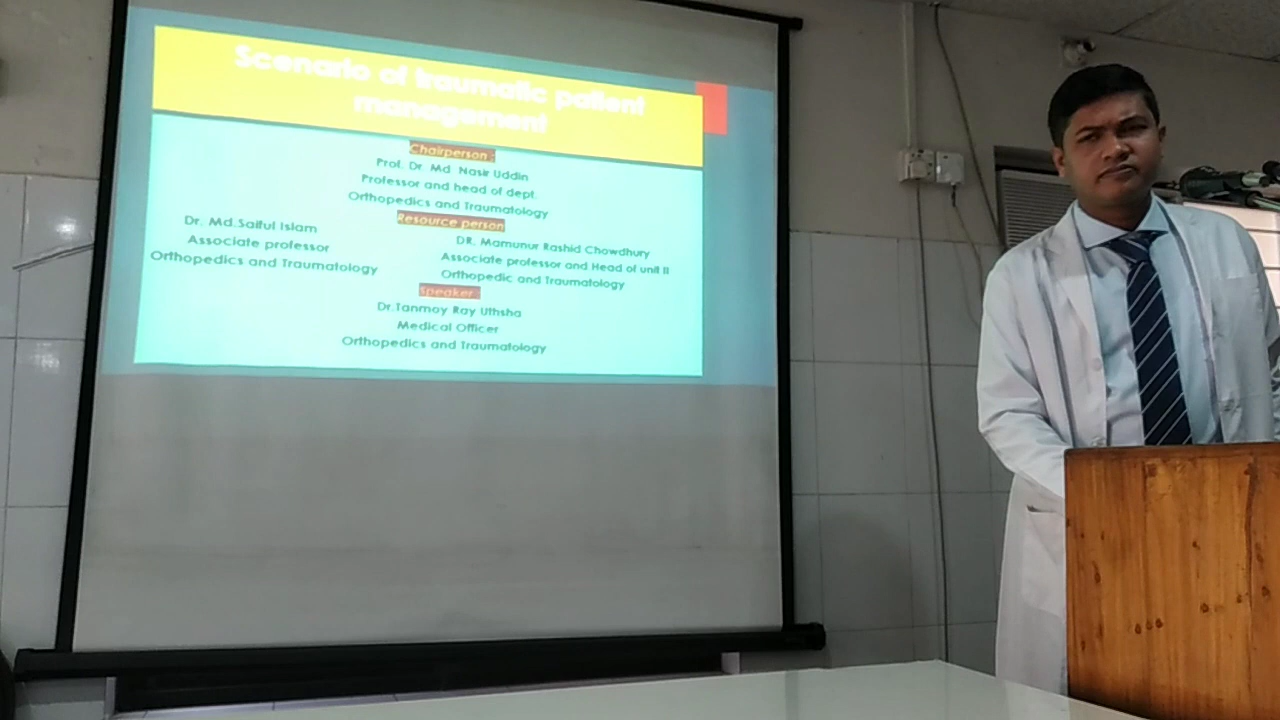 Scenario of traumatic patient
management
Chairperson :
Prof. Dr. Md Nasir Uddin
Professor and head of dept.
Orthopedics and Traumatology
Resource person
Dr. Md.Saiful Islam
Associate professor
Orthopedics and Traumatology
DR. Mamunur Rashid Chowdhury
Associate professor and Head of unit II
Orthopedic and Traumatology
Speaker :
Dr.Tanmoy Ray Uthsha
Medical Officer
Orthopedics and Traumatology